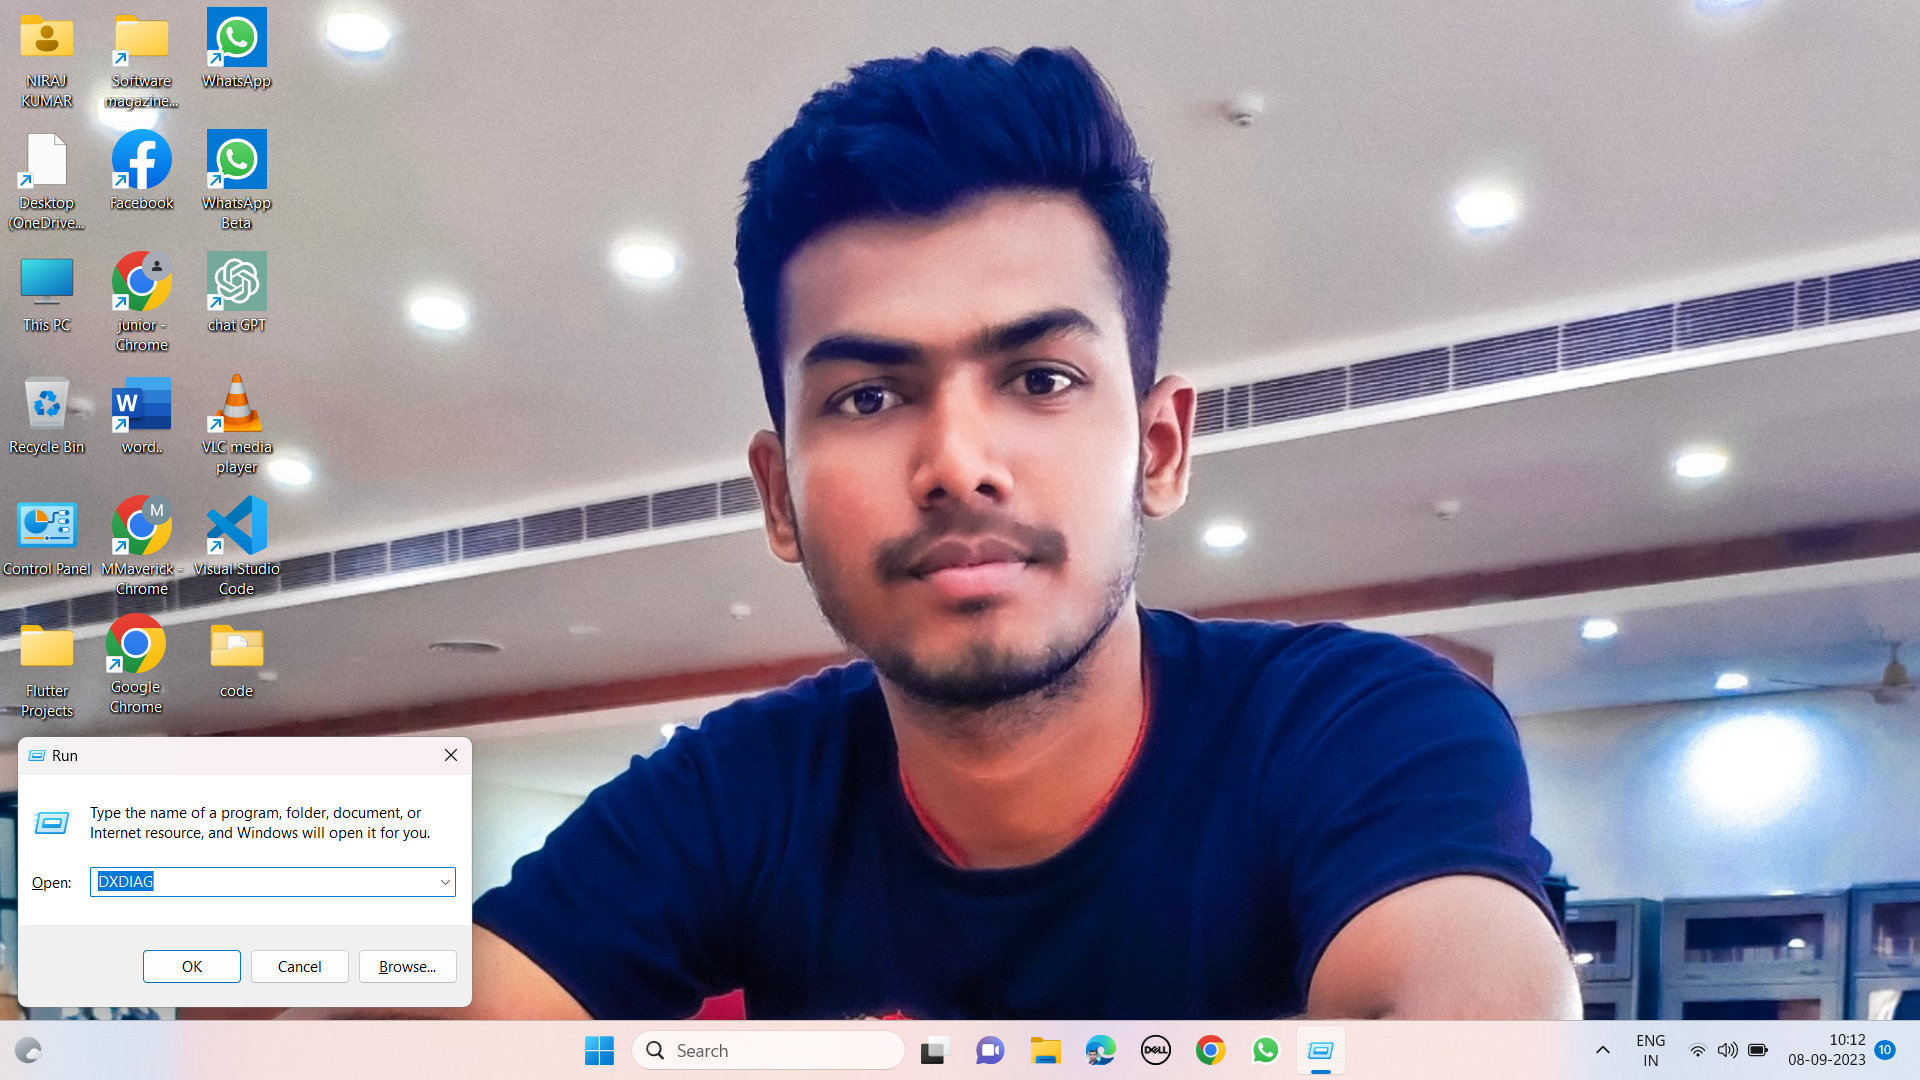 NIRAJ
KUMAR
Software
magazine...
WhatsApp
Desktop
(OneDrive...
Facebook
WhatsApp
Beta
This PC
junior -
Chrome
chat GPT
Recycle Bin
W
word..
VLC media
player
Control Panel
M
MMaverick -
Chrome
Visual Studio
Code
Flutter
Projects
Google
Chrome
code
Run
Type the name of a program, folder, document, or
Internet resource, and Windows will open it for you.
Open:
DXDIAG
OK
Cancel
Browse...
Search
DELL
ENG
IN
10:12
08-09-2023
10